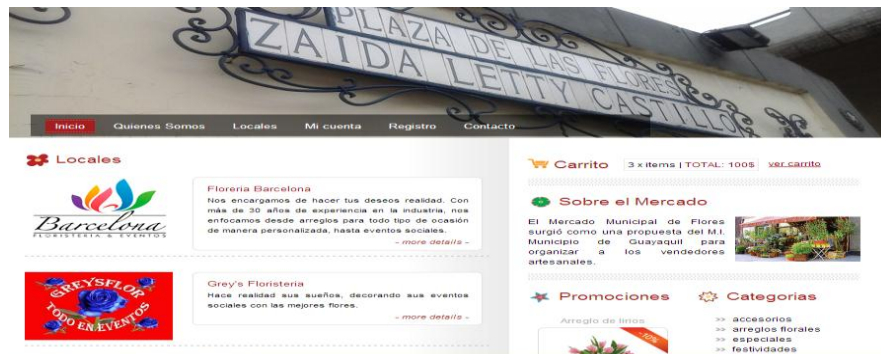 PLAZA DE LAS FLORES
ZAIDA LETTY CASTILLO
Inicio Quienes Somos Locales Mi cuenta Registro Contacto
Locales
Barcelona
FLORISTERIA & EVENTOS
Floreria Barcelona
Nos encargamos de hacer tus deseos realidad. Con
más de 30 años de experiencia en la industria, nos
enfocamos desde arreglos para todo tipo de ocasión
de manera personalizada, hasta eventos sociales.
- more details -
GREYSFLOR
TODO EN EVENTOS
Grey's Floristeria
Hace realidad sus sueños, decorando sus eventos
sociales con las mejores flores.
- more details -
Carrito 3 x items | TOTAL: 100$ ver carrito
Sobre el Mercado
El Mercado Municipal de Flores
surgió como una propuesta del M.I.
Municipio de Guayaquil para
organizar a los vendedores
artesanales.
Promociones
Arreglo de lirios
-10%
Categorias
>> accesorios
>> arreglos florales
>> especiales
>> festividades